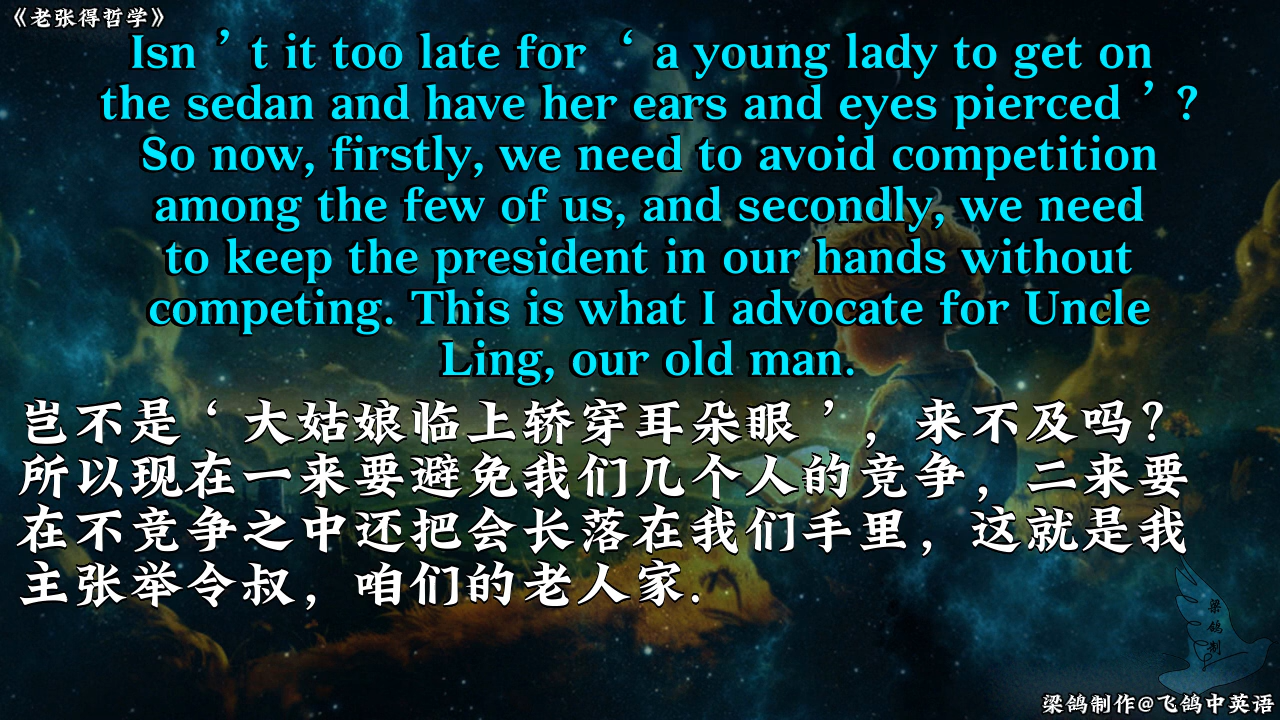 《老张得哲学》
Isn ’ t it too late for ‘ a young lady to get on
the sedan and have her ears and eyes pierced ’ ?
So now, firstly, we need to avoid competition
among the few of us, and secondly, we need
to keep the president in our hands without
competing. This is what I advocate for Uncle
Ling, our old man.
岂不是‘ 大姑娘临上轿穿耳朵眼 ’ ，来不及吗？
所以现在一来要避免我们几个人的竞争，二来要
在不竞争之中还把会长落在我们手里，这就是我
主张举令叔，咱们的老人家.
梁鸽制
梁鸽制作@飞鸽中英语